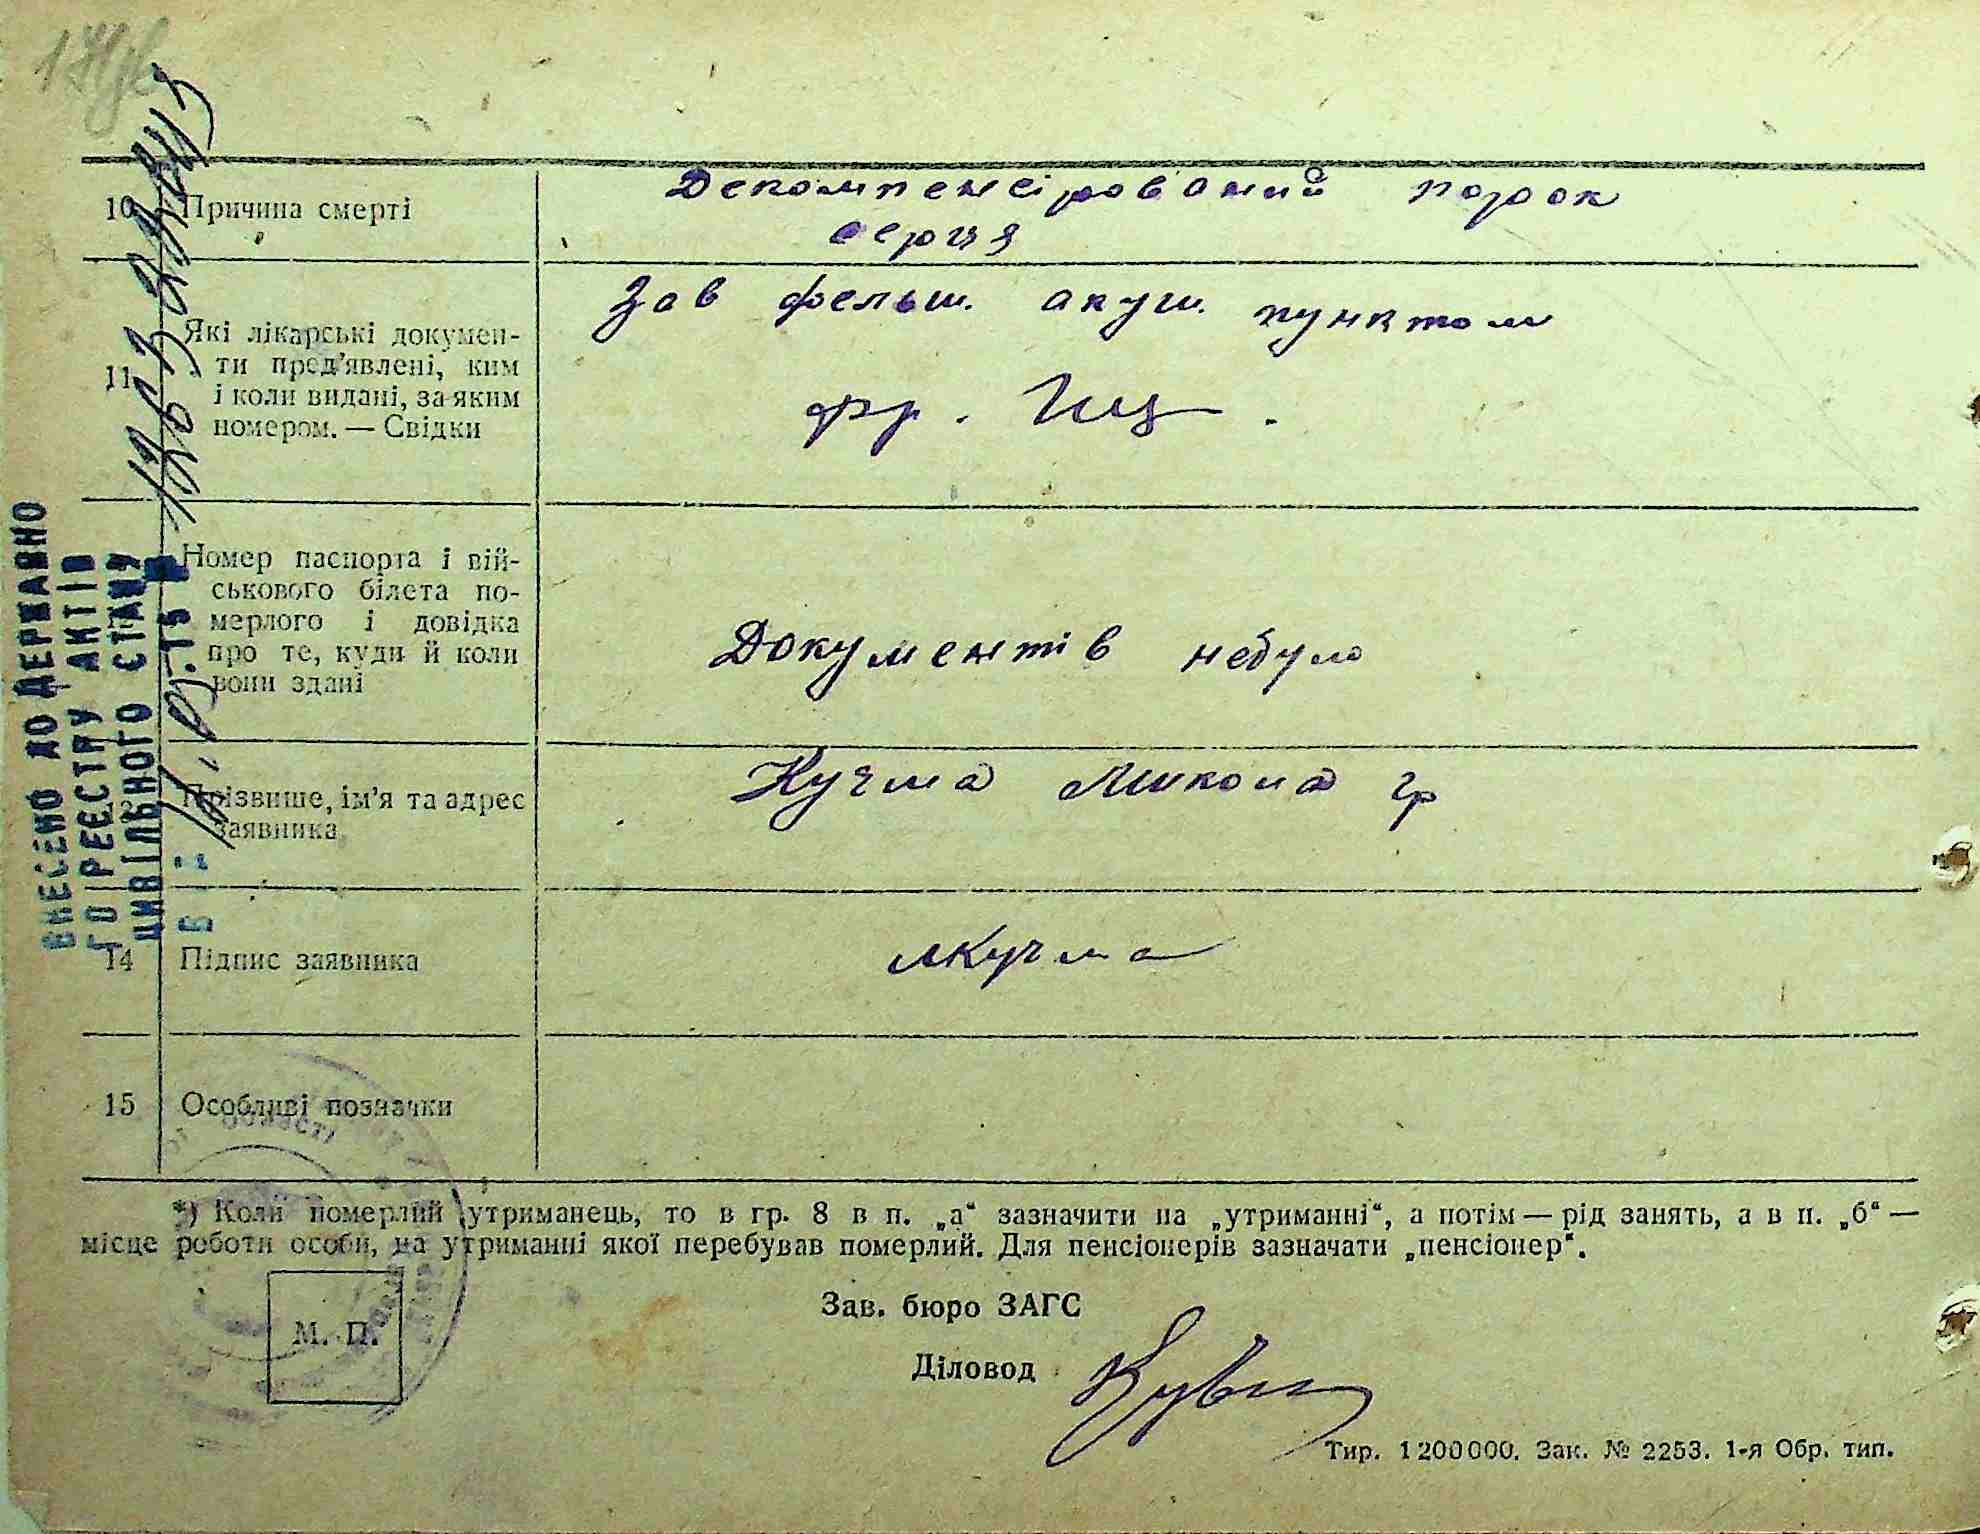 10 Причина смерті
Декомпенсірований порок
серця
11 Які лікарські докумен-
ти пред’явлені, ким
і коли видані, за яким
номером. — Свідки
Зав фельш. акуш. пунктом
фр.
Номер паспорта і вій-
ськового білета по-
мерлого і довідка
про те, куди й коли
вони здані
Документів небуло
Прізвище, ім’я та адрес
заявника
Кучма Микола гр
14 Підпис заявника
МКучма
15 Особливі позначки
*) Коли померлий утриманець, то в гр. 8 в п. „а“ зазначити на „утриманні“, а потім — рід занять, а в п. „б“ —
місце роботи особи, на утриманні якої перебував померлий. Для пенсіонерів зазначати „пенсіонер“.
М. П.
Зав. бюро ЗАГС
Діловод
Тир. 1200000. Зак. № 2253. 1-я Обр. тип.
ВНЕСЕНО ДО ДЕРЖАВНО
ГО РЕЄСТРУ АКТІВ
ЦИВІЛЬНОГО СТАНУ
області